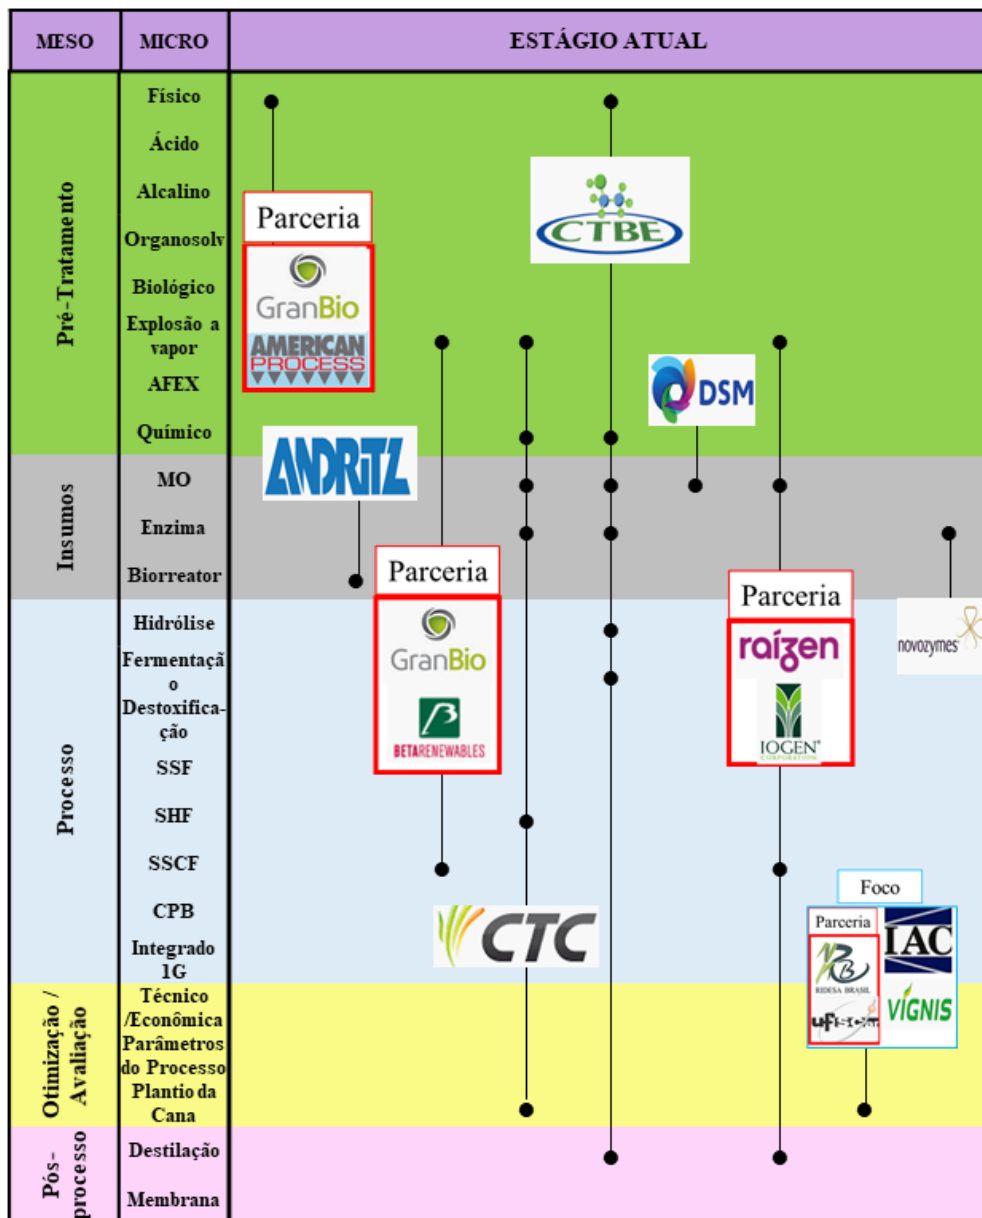 MESO
MICRO
ESTÁGIO ATUAL
Pré-Tratamento
Físico
Ácido
Alcalino
Organosolv
Biológico
Explosão a
vapor
AFEX
Químico
Parceria
GranBio
AMERICAN
PROCESS
CTBE
DSM
ANDRITZ
Insumos
MO
Enzima
Biorreator
Parceria
GranBio
BETARENEWABLES
Parceria
raízen
IOGEN
CORPORATION
novozymes
Processo
Hidrólise
Fermentaçã
o
Destoxifica-
ção
SSF
SHF
SSCF
CPB
Integrado
1G
CTC
Foco
Parceria
RIDESA BRASIL
IAC
VIGNIS
Otimização /
Avaliação
Técnico
/Econômica
Parâmetros
do Processo
Plantio da
Cana
Pós-
processo
Destilação
Membrana